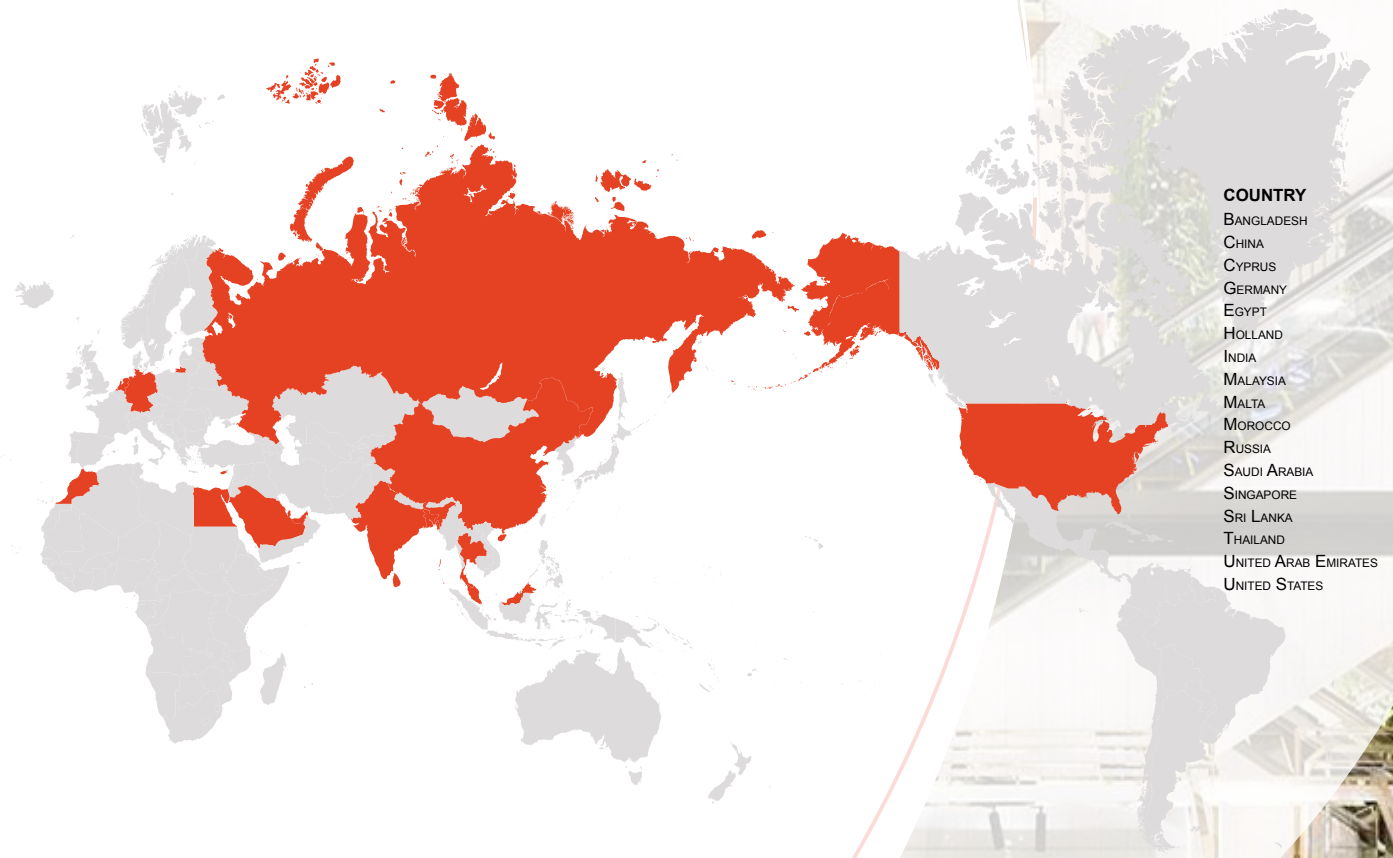 COUNTRY
BANGLADESH
CHINA
CYPRUS
GERMANY
EGYPT
HOLLAND
INDIA
MALAYSIA
MALTA
MOROCCO
RUSSIA
SAUDI ARABIA
SINGAPORE
SRI LANKA
THAILAND
UNITED ARAB EMIRATES
UNITED STATES